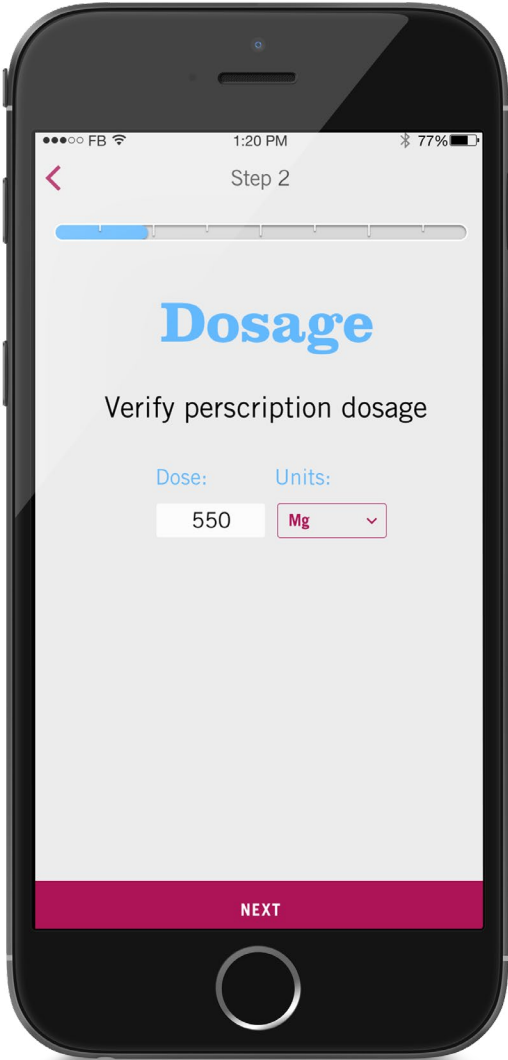 FB 1:20 PM 77%
Step 2
Dosage
Verify perscription dosage
Dose: Units:
550 Mg
NEXT